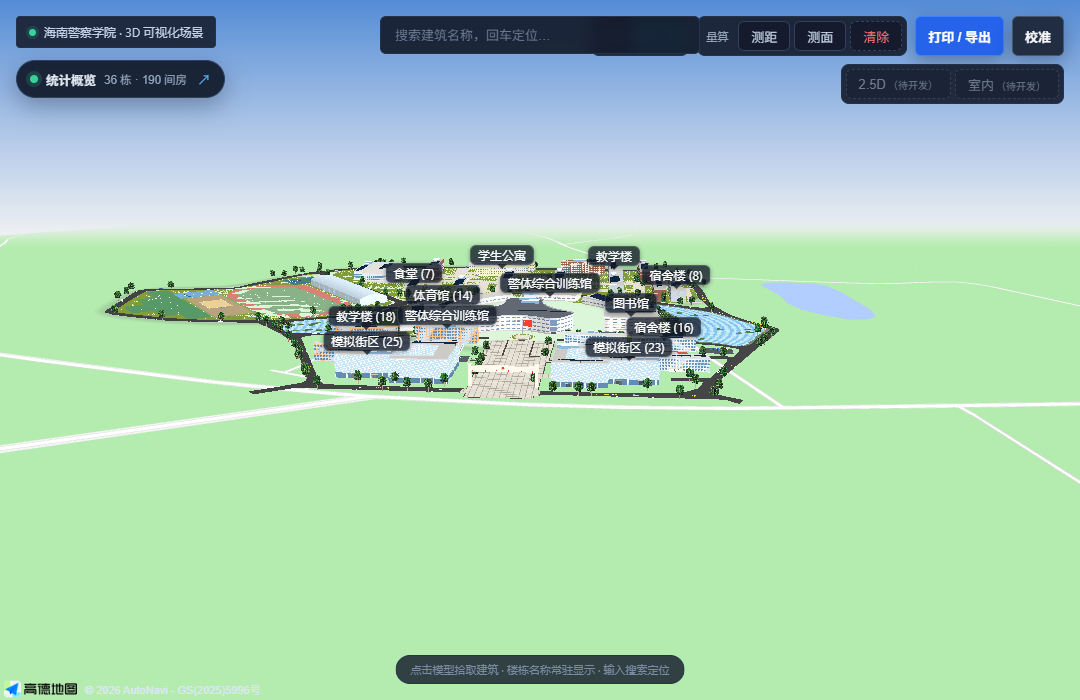 海南警察学院 · 3D 可视化场景
搜索建筑名称，回车定位…
量算 测距 测面 清除
打印 / 导出
校准
统计概览 36 栋 · 190 间房 ↗
2.5D（待开发） 室内（待开发）
学生公寓
教学楼
食堂 (7)
宿舍楼 (8)
警体综合训练馆
体育馆 (14)
图书馆
教学楼 (18)
警体综合训练馆
宿舍楼 (16)
模拟街区 (25)
模拟街区 (23)
点击模型拾取建筑 · 楼栋名称常驻显示 · 输入搜索定位
高德地图 © 2026 AutoNavi - GS(2025)5996号